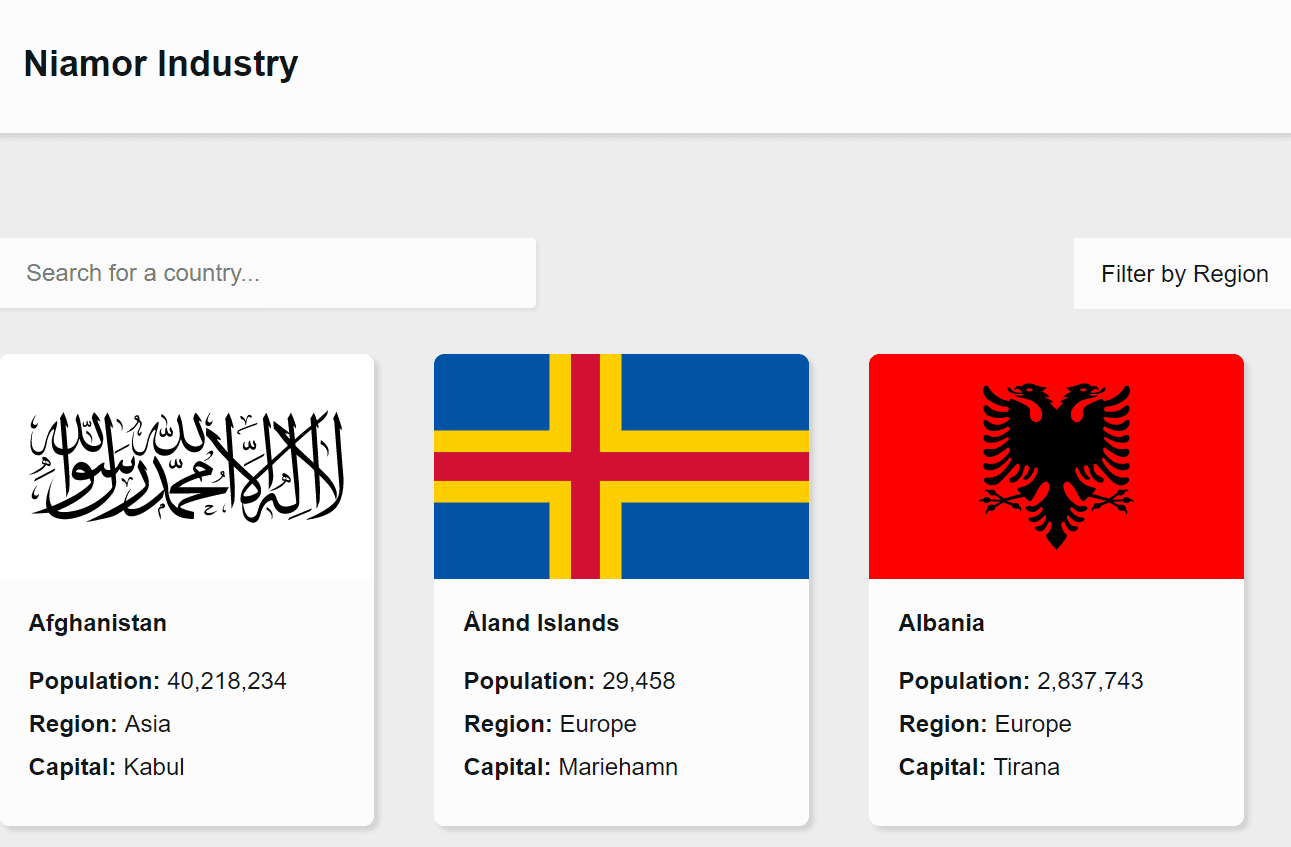 Niamor Industry
Search for a country...
Filter by Region
لا إله إلا الله محمد رسول الله
Afghanistan
Population: 40,218,234
Region: Asia
Capital: Kabul
Åland Islands
Population: 29,458
Region: Europe
Capital: Mariehamn
Albania
Population: 2,837,743
Region: Europe
Capital: Tirana